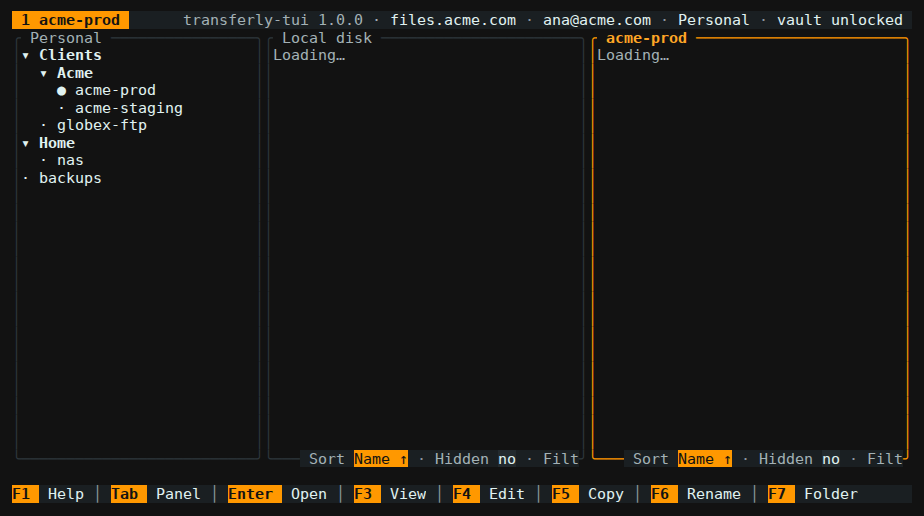 1 acme-prod transferly-tui 1.0.0 · files.acme.com · ana@acme.com · Personal · vault unlocked
Personal
▾ Clients
▾ Acme
● acme-prod
· acme-staging
· globex-ftp
▾ Home
· nas
· backups
Local disk
Loading…
Sort Name ↑ · Hidden no · Filt
acme-prod
Loading…
Sort Name ↑ · Hidden no · Filt
F1 Help │ Tab Panel │ Enter Open │ F3 View │ F4 Edit │ F5 Copy │ F6 Rename │ F7 Folder